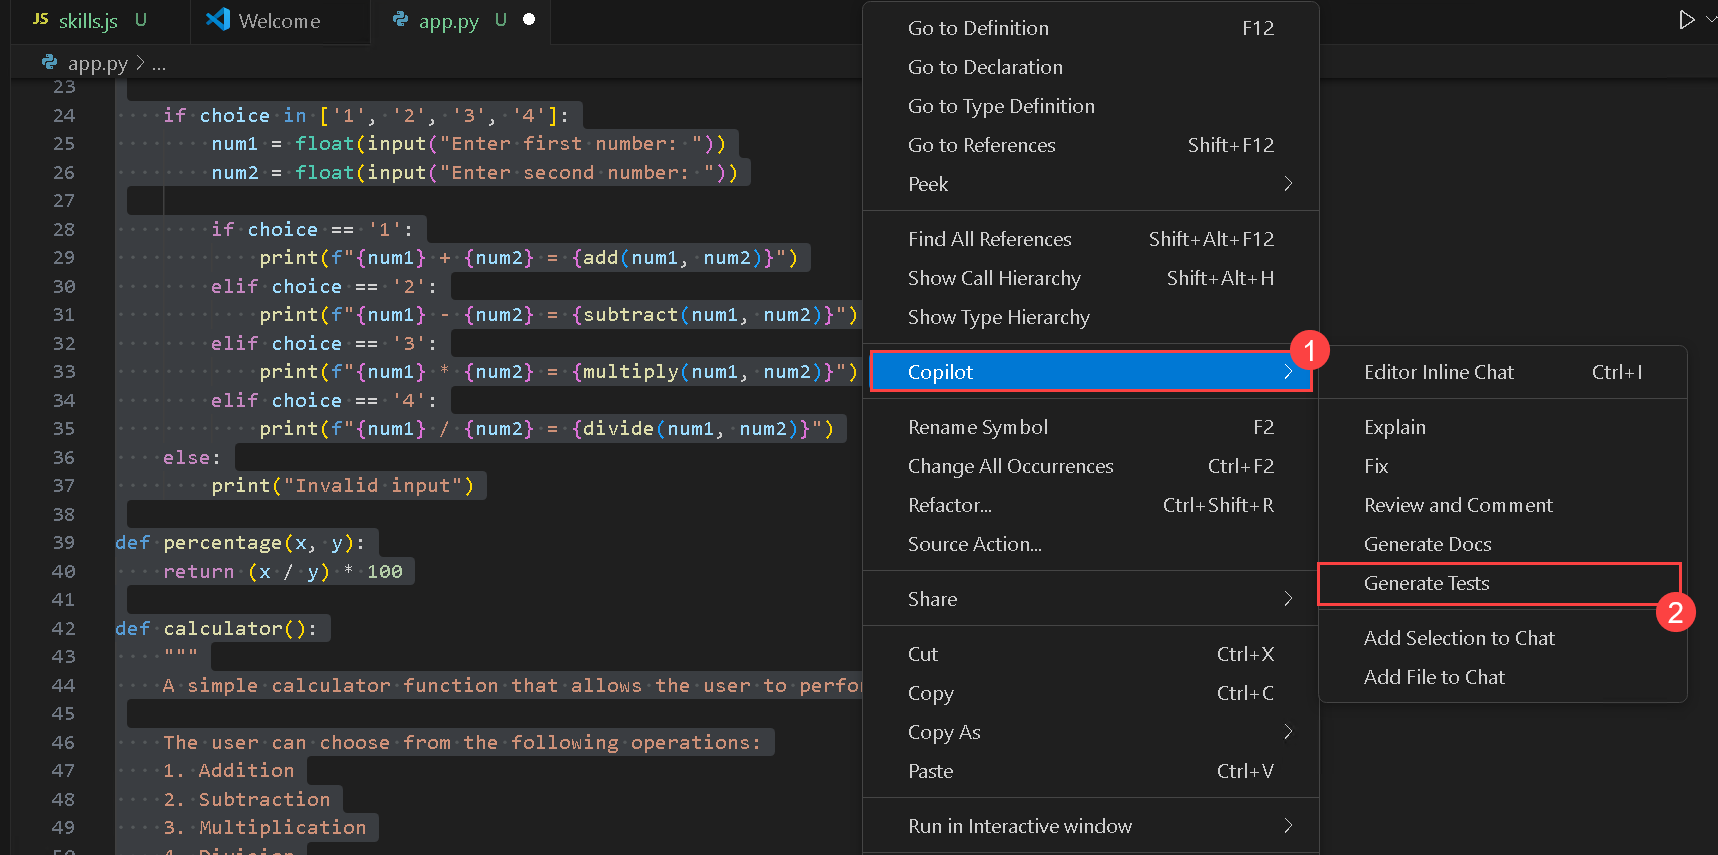 JS skills.js U
Welcome
app.py U
app.py > ...
23
24 if choice in ['1', '2', '3', '4']:
25 num1 = float(input("Enter first number: "))
26 num2 = float(input("Enter second number: "))
27
28 if choice == '1':
29 print(f"{num1} + {num2} = {add(num1, num2)}")
30 elif choice == '2':
31 print(f"{num1} - {num2} = {subtract(num1, num2)}")
32 elif choice == '3':
33 print(f"{num1} * {num2} = {multiply(num1, num2)}")
34 elif choice == '4':
35 print(f"{num1} / {num2} = {divide(num1, num2)}")
36 else:
37 print("Invalid input")
38
39 def percentage(x, y):
40 return (x / y) * 100
41
42 def calculator():
43 """
44 A simple calculator function that allows the user to perfo
45
46 The user can choose from the following operations:
47 1. Addition
48 2. Subtraction
49 3. Multiplication
50 4. Division
Go to Definition F12
Go to Declaration
Go to Type Definition
Go to References Shift+F12
Peek
Find All References Shift+Alt+F12
Show Call Hierarchy Shift+Alt+H
Show Type Hierarchy
1
Copilot
Rename Symbol F2
Change All Occurrences Ctrl+F2
Refactor... Ctrl+Shift+R
Source Action...
Share
Cut Ctrl+X
Copy Ctrl+C
Copy As
Paste Ctrl+V
Run in Interactive window
Editor Inline Chat Ctrl+I
Explain
Fix
Review and Comment
Generate Docs
Generate Tests
2
Add Selection to Chat
Add File to Chat